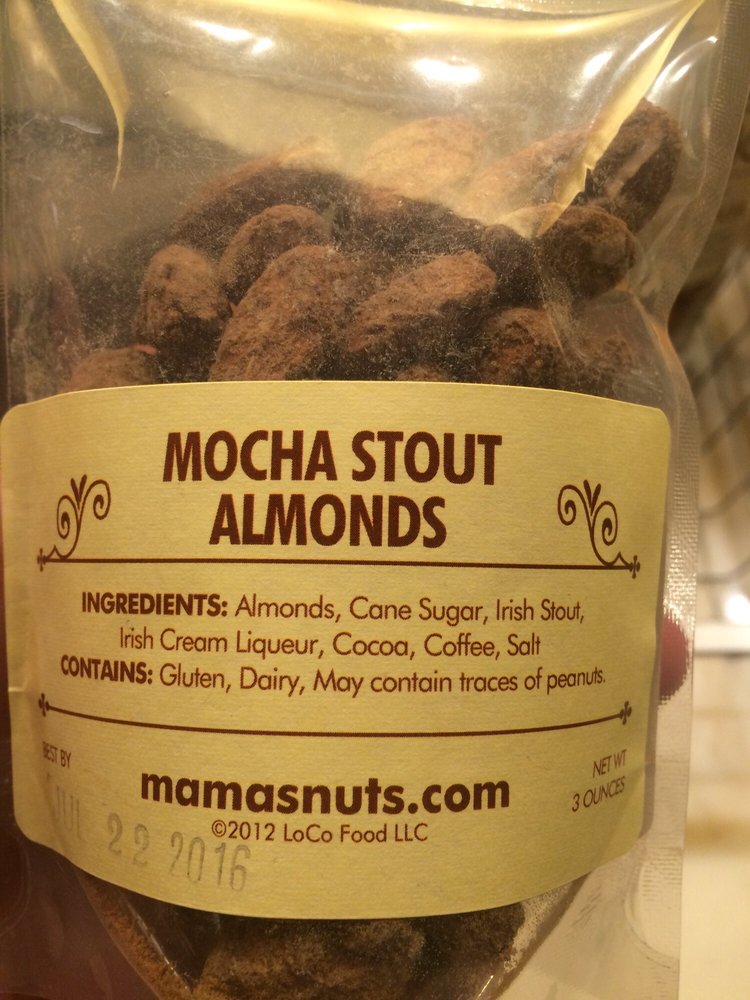 MOCHA STOUT
ALMONDS
INGREDIENTS: Almonds, Cane Sugar, Irish Stout,
Irish Cream Liqueur, Cocoa, Coffee, Salt
CONTAINS: Gluten, Dairy, May contain traces of peanuts.
BEST BY
JUL 22 2016
mamasnuts.com
©2012 LoCo Food LLC
NET WT
3 OUNCES